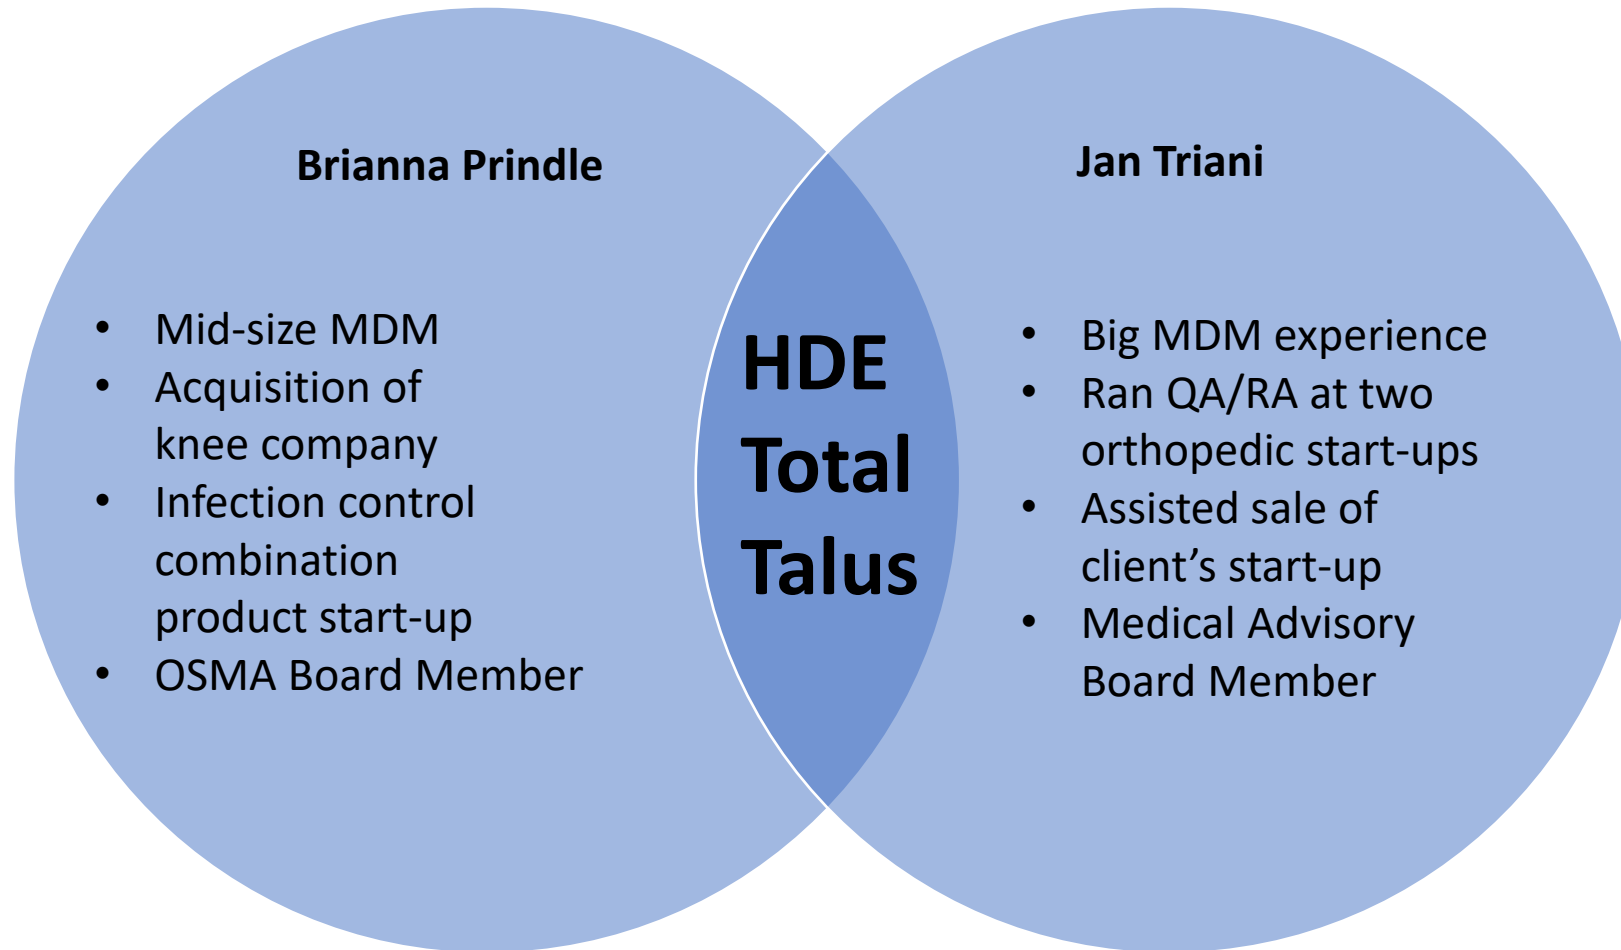 Brianna Prindle
• Mid-size MDM
• Acquisition of
knee company
• Infection control
combination
product start-up
• OSMA Board Member
HDE
Total
Talus
Jan Triani
• Big MDM experience
• Ran QA/RA at two
orthopedic start-ups
• Assisted sale of
client’s start-up
• Medical Advisory
Board Member